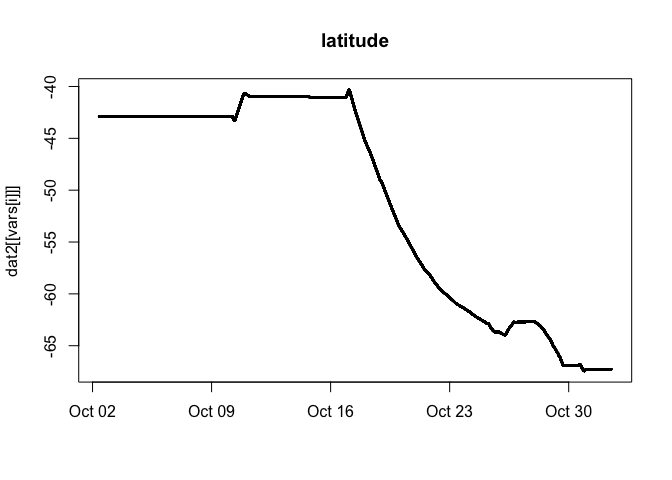 latitude
dat2[[vars[i]]]
-40
-45
-50
-55
-60
-65
Oct 02
Oct 09
Oct 16
Oct 23
Oct 30